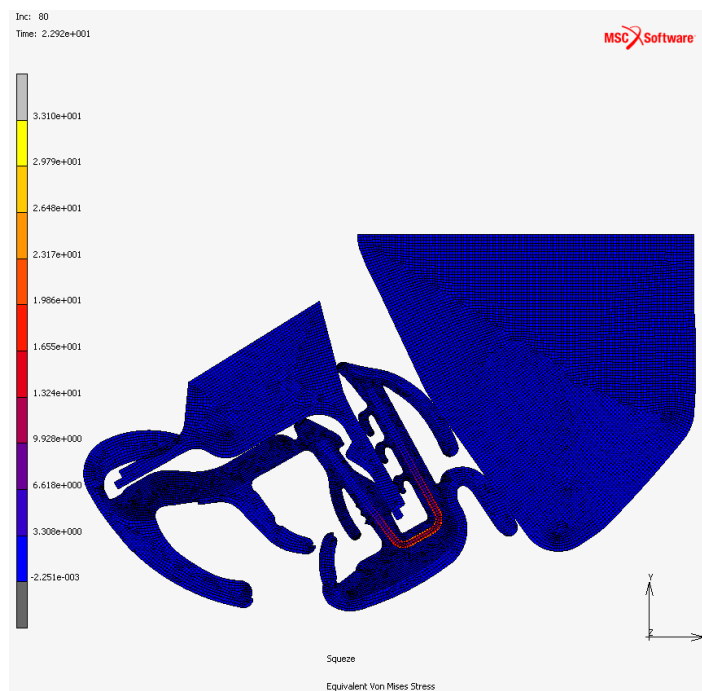 Inc: 80
Time: 2.292e+001
MSC Software
3.310e+001
2.979e+001
2.648e+001
2.317e+001
1.986e+001
1.655e+001
1.324e+001
9.928e+000
6.618e+000
3.308e+000
-2.251e-003
Y
Z
Squeze
Equivalent Von Mises Stress